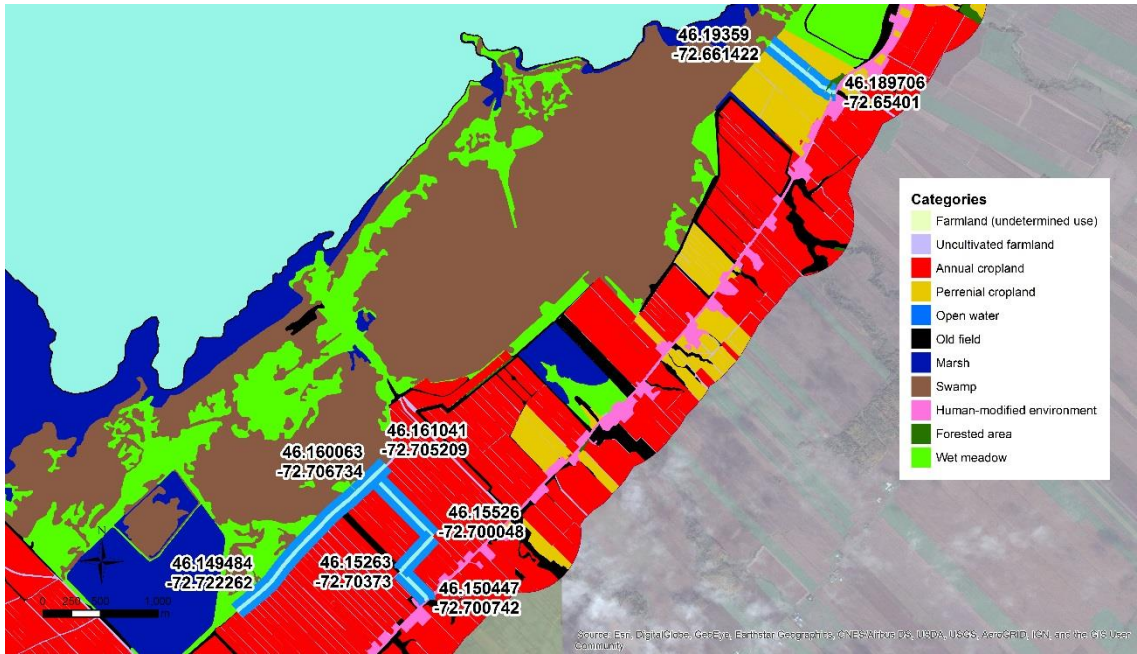 46.19359
-72.661422
46.189706
-72.65401
Categories
Farmland (undetermined use)
Uncultivated farmland
Annual cropland
Perrenial cropland
Open water
Old field
Marsh
Swamp
Human-modified environment
Forested area
Wet meadow
46.161041
-72.705209
46.160063
-72.706734
46.15526
-72.700048
46.149484
-72.722262
46.15263
-72.70373
46.150447
-72.700742
N
0 250 500 1,000
m
Source: Esri, DigitalGlobe, GeoEye, Earthstar Geographics, CNES/Airbus DS, USDA, USGS, AeroGRID, IGN, and the GIS User
Community